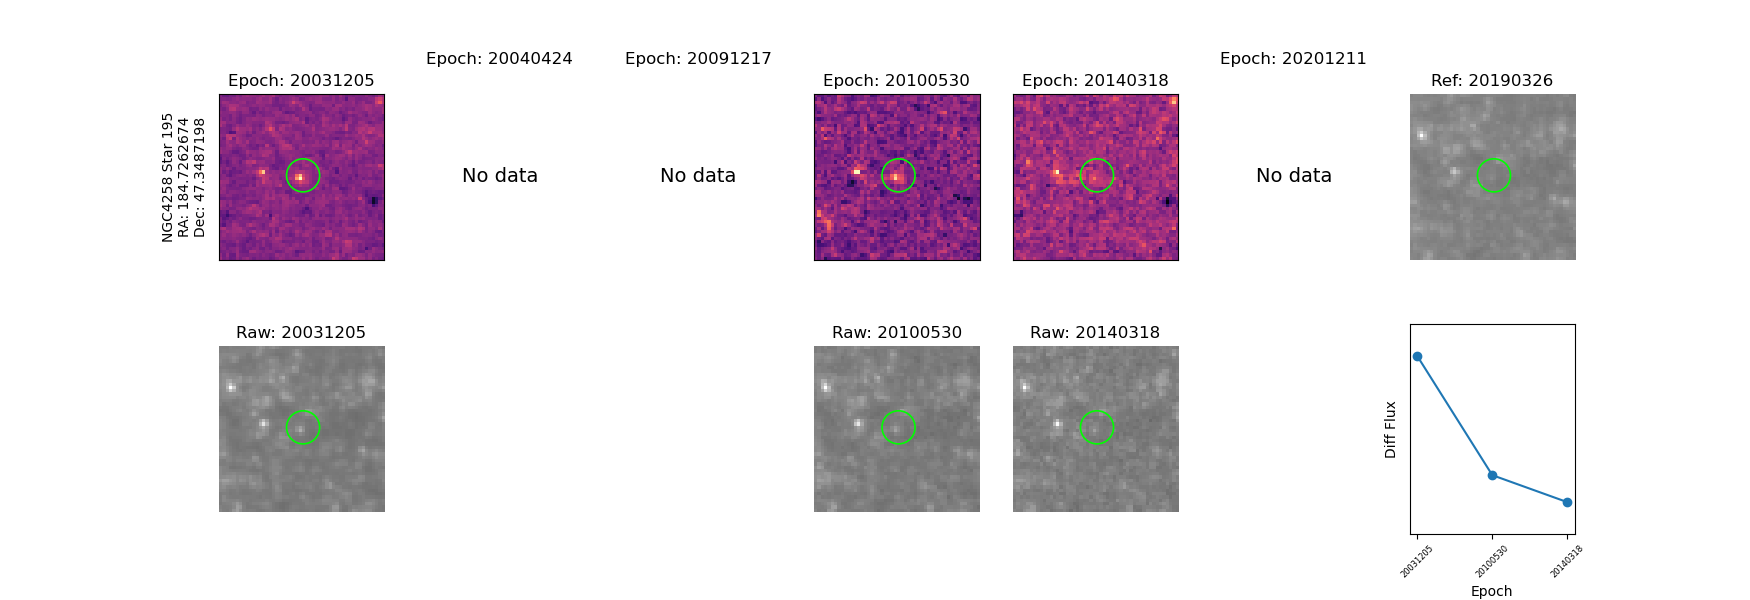 Epoch: 20040424
Epoch: 20091217
Epoch: 20201211
Epoch: 20031205
Epoch: 20100530
Epoch: 20140318
Ref: 20190326
NGC4258 Star 195
RA: 184.7262674
Dec: 47.3487198
No data
No data
No data
Raw: 20031205
Raw: 20100530
Raw: 20140318
Diff Flux
20031205
20100530
20140318
Epoch